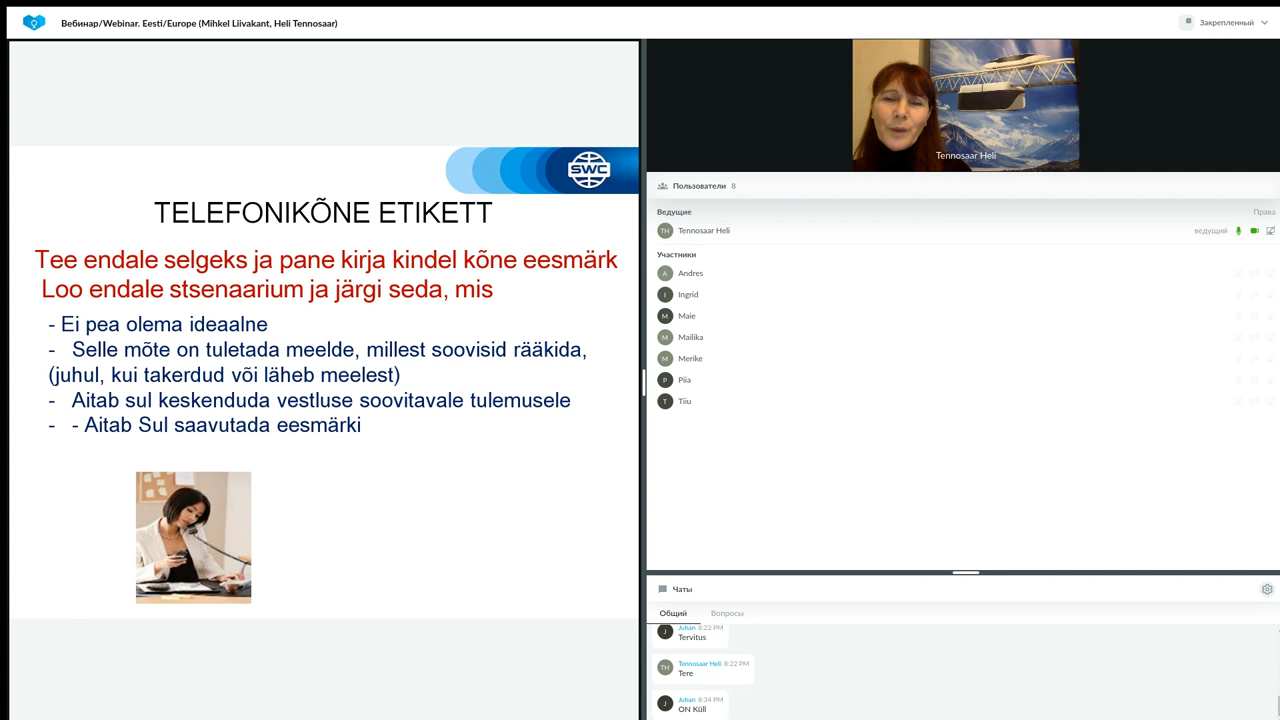 Вебинар/Webinar. Eesti/Europe (Mihkel Liivakant, Heli Tennosaar)
Закрепленный
SWC
TELEFONIKÕNE ETIKETT
Tee endale selgeks ja pane kirja kindel kõne eesmärk
Loo endale stsenaarium ja järgi seda, mis
- Ei pea olema ideaalne
- Selle mõte on tuletada meelde, millest soovisid rääkida,
(juhul, kui takerdud või läheb meelest)
- Aitab sul keskenduda vestluse soovitavale tulemusele
- - Aitab Sul saavutada eesmärki
Tennosaar Heli
Пользователи 8
Ведущие Права
TH Tennosaar Heli ведущий
Участники
A Andres
I Ingrid
M Maie
M Mailika
M Merike
P Piia
T Tiiu
Чаты
Общий Вопросы
J Juhan 8:22 PM
Tervitus
TH Tennosaar Heli 8:22 PM
Tere
J Juhan 8:34 PM
ON Küll